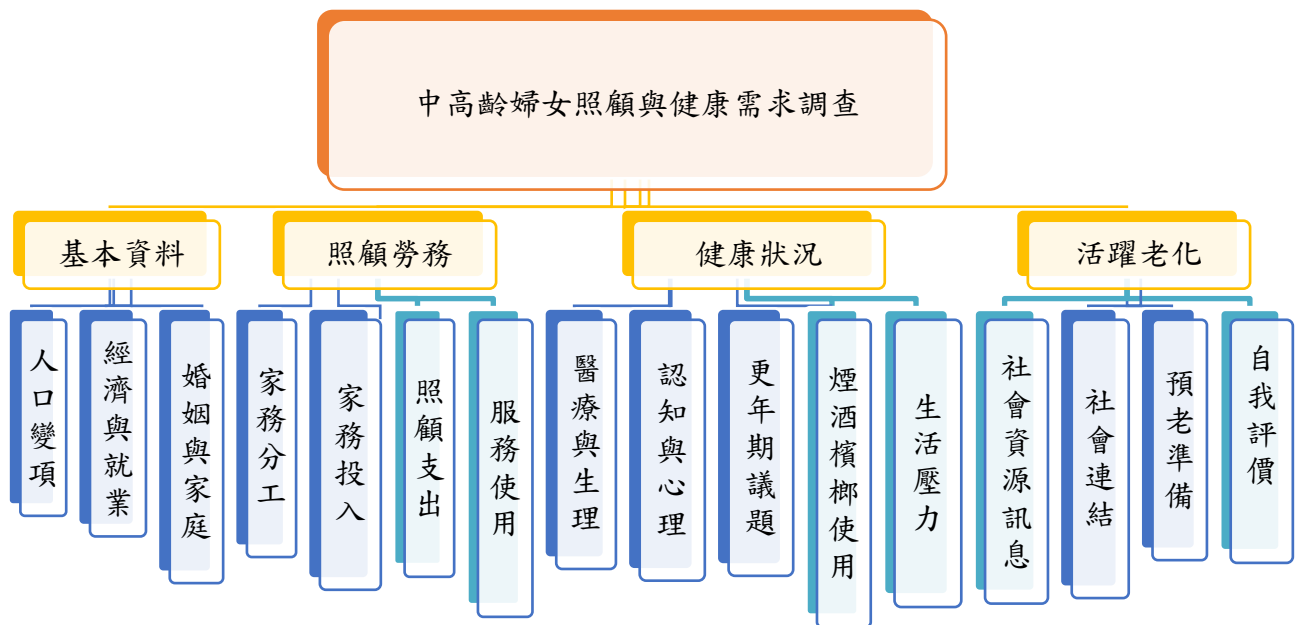 中高齡婦女照顧與健康需求調查
基本資料
照顧勞務
健康狀況
活躍老化
人口變項
經濟與就業
婚姻與家庭
家務分工
家務投入
照顧支出
服務使用
醫療與生理
認知與心理
更年期議題
煙酒檳榔使用
生活壓力
社會資源訊息
社會連結
預老準備
自我評價